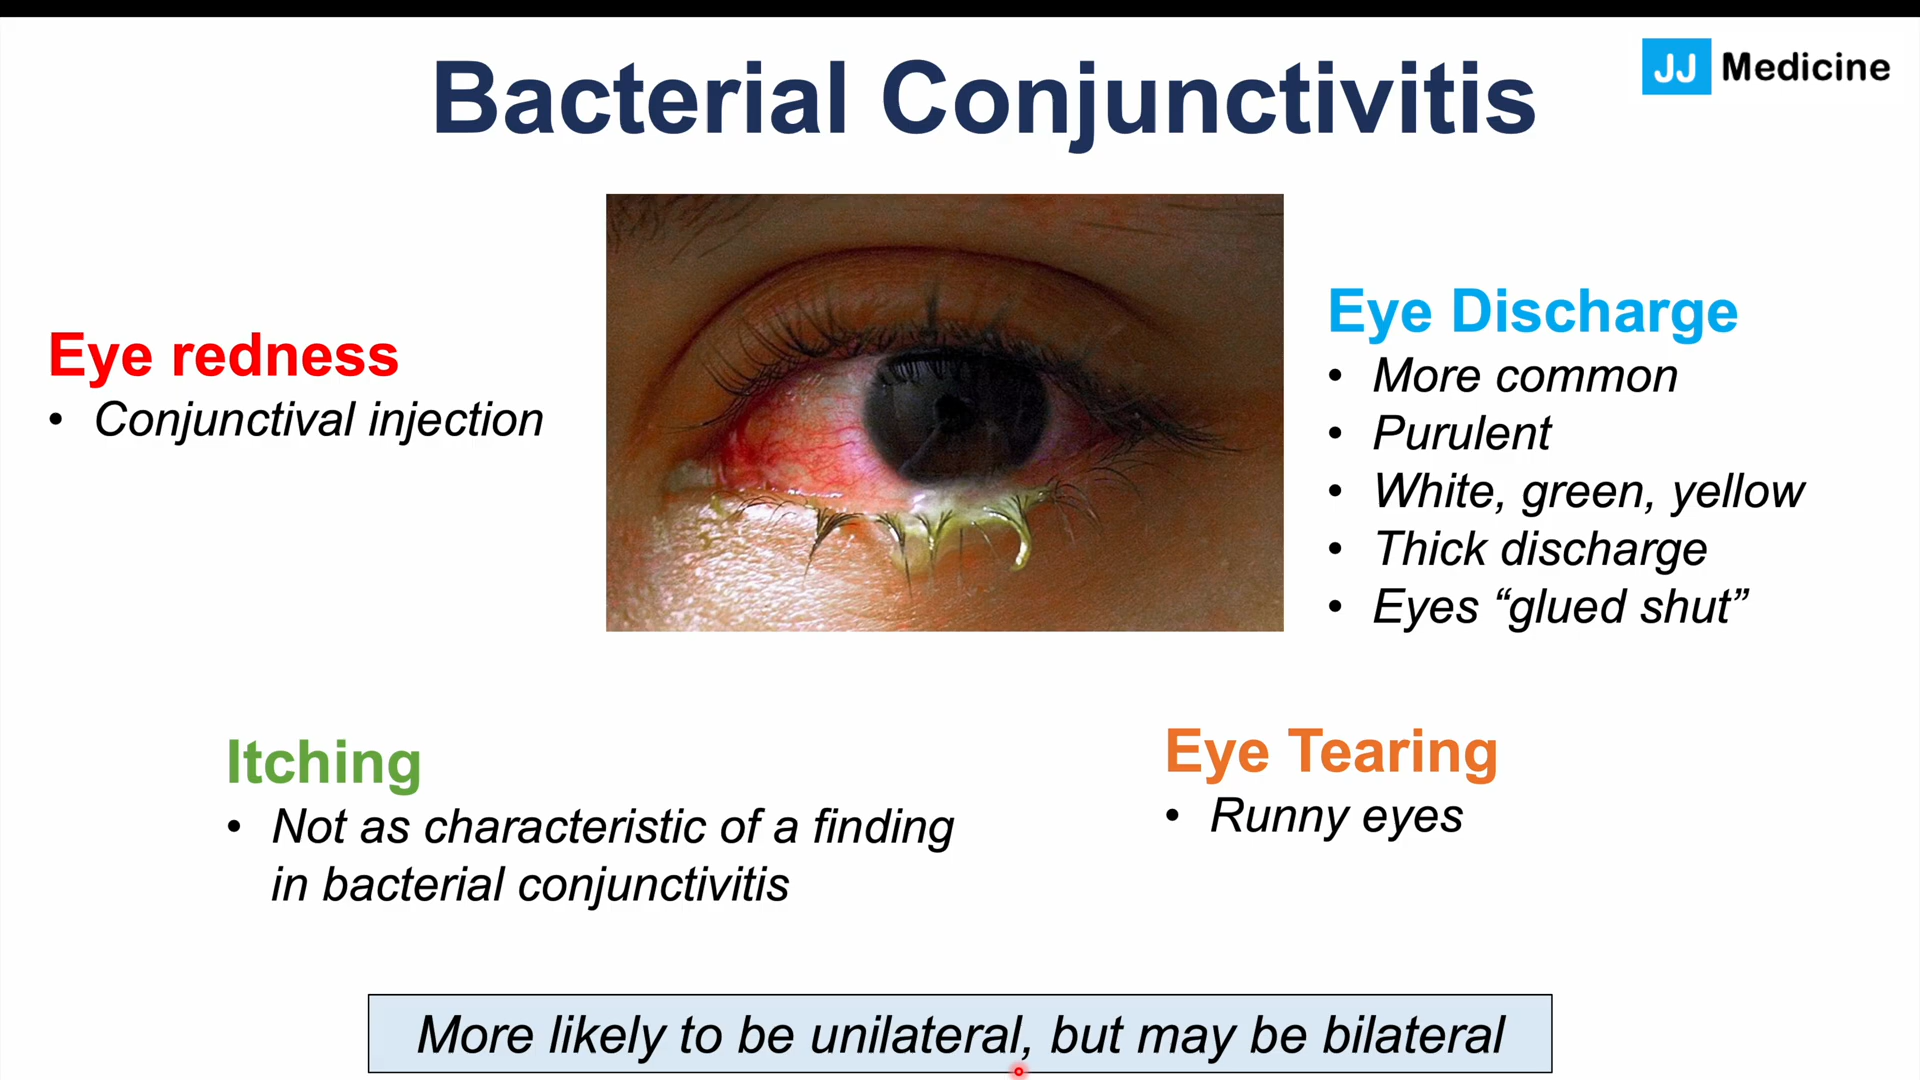 Bacterial Conjunctivitis
JJ Medicine
Eye redness
• Conjunctival injection
Eye Discharge
• More common
• Purulent
• White, green, yellow
• Thick discharge
• Eyes “glued shut”
Itching
• Not as characteristic of a finding
in bacterial conjunctivitis
Eye Tearing
• Runny eyes
More likely to be unilateral, but may be bilateral